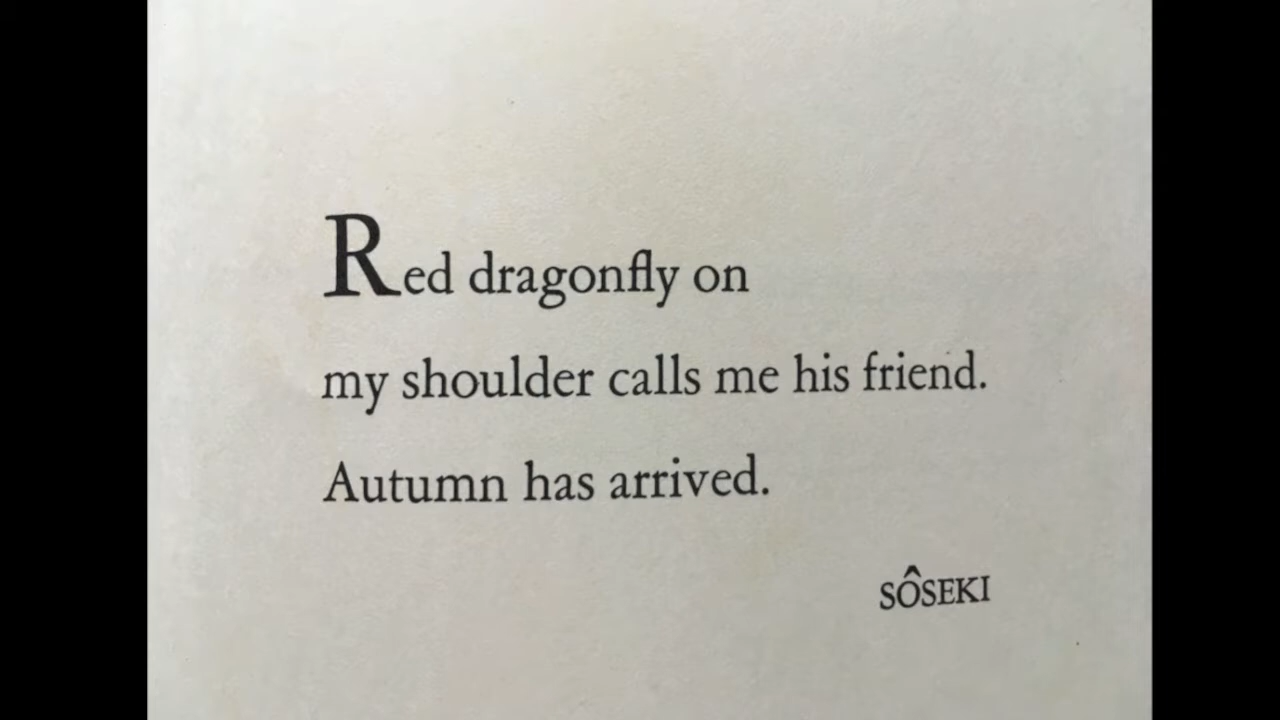 Red dragonfly on
my shoulder calls me his friend.
Autumn has arrived.
SÔSEKI